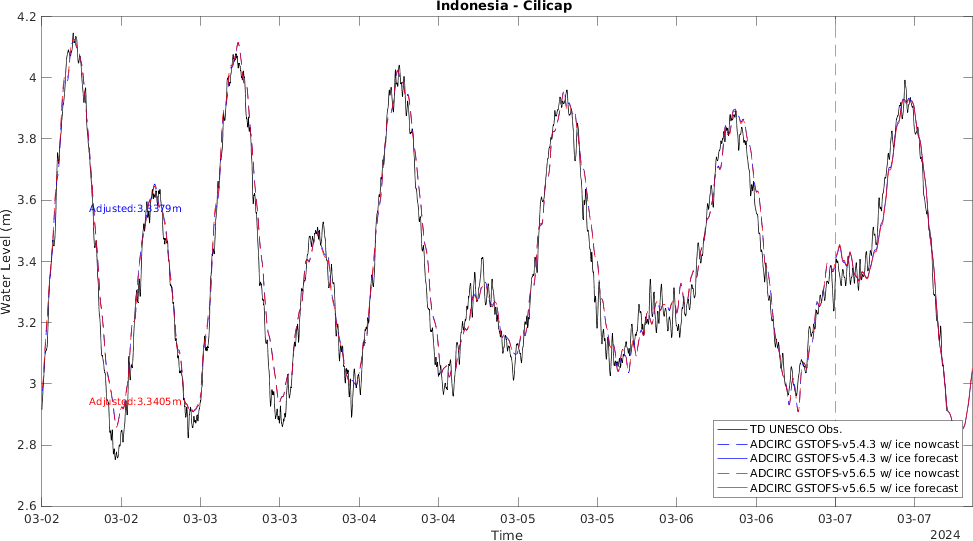 Indonesia - Cilicap
4.2
4
3.8
3.6
3.4
3.2
3
2.8
2.6
Water Level (m)
Adjusted:3.3379m
Adjusted:3.3405m
TD UNESCO Obs.
ADCIRC GSTOFS-v5.4.3 w/ ice nowcast
ADCIRC GSTOFS-v5.4.3 w/ ice forecast
ADCIRC GSTOFS-v5.6.5 w/ ice nowcast
ADCIRC GSTOFS-v5.6.5 w/ ice forecast
03-02 03-02 03-03 03-03 03-04 03-04 03-05 03-05 03-06 03-06 03-07 03-07
Time
2024